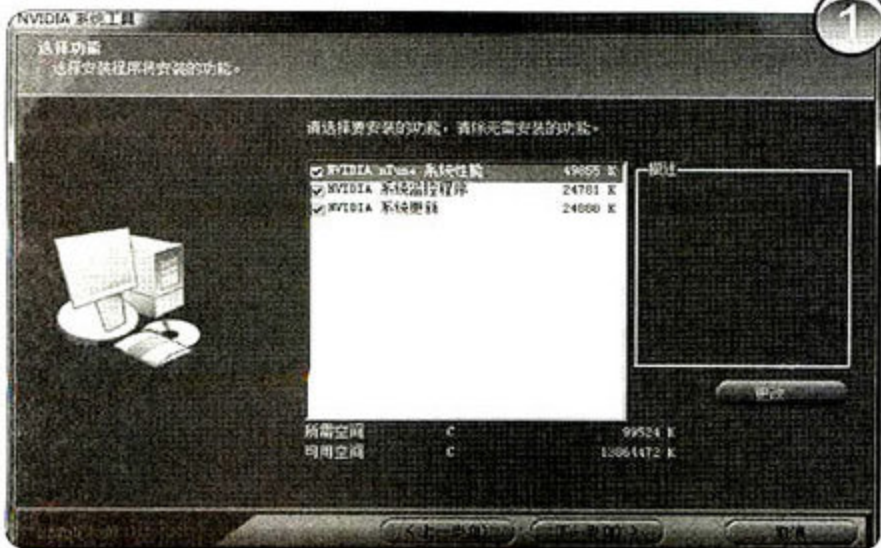 NVIDIA 系统工具
1
选择功能
选择安装程序将安装的功能。
请选择要安装的功能，清除无需安装的功能。
NVIDIA nTune 系统性能 49855 K
NVIDIA 系统监控程序 24781 K
NVIDIA 系统更新 24888 K
描述
更改
所需空间 C 99524 K
可用空间 C 13864472 K
取消